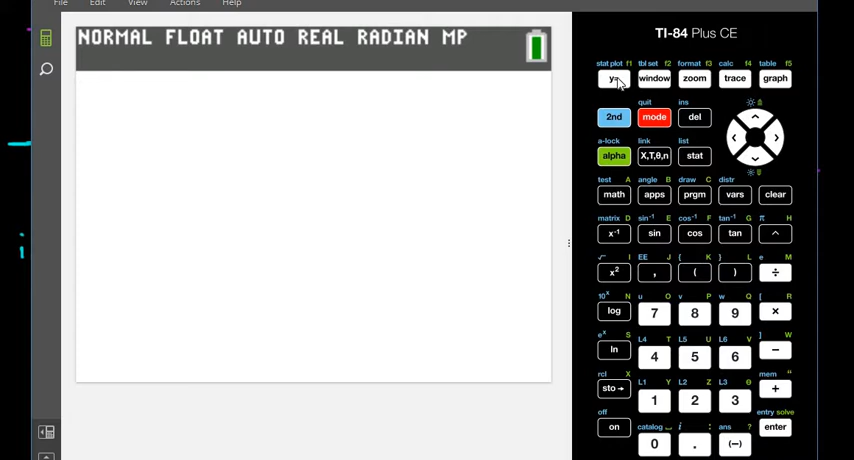 File Edit View Actions Help
NORMAL FLOAT AUTO REAL RADIAN MP
TI-84 Plus CE
stat plot f1 tbl set f2 format f3 calc f4 table f5
y= window zoom trace graph
quit ins
2nd mode del
a-lock link list
alpha X,T,θ,n stat
test A angle B draw C distr
math apps prgm vars clear
matrix D sin⁻¹ E cos⁻¹ F tan⁻¹ G π H
x⁻¹ sin cos tan ^
√ I EE J { K } L e M
x² , ( ) ÷
10ˣ N u O v P w Q [ R
log 7 8 9 ×
eˣ S L4 T L5 U L6 V ] W
ln 4 5 6 −
rcl X L1 Y L2 Z L3 θ mem “
sto→ 1 2 3 +
off catalog ⎵ i : ans ? entry solve
on 0 . (−) enter